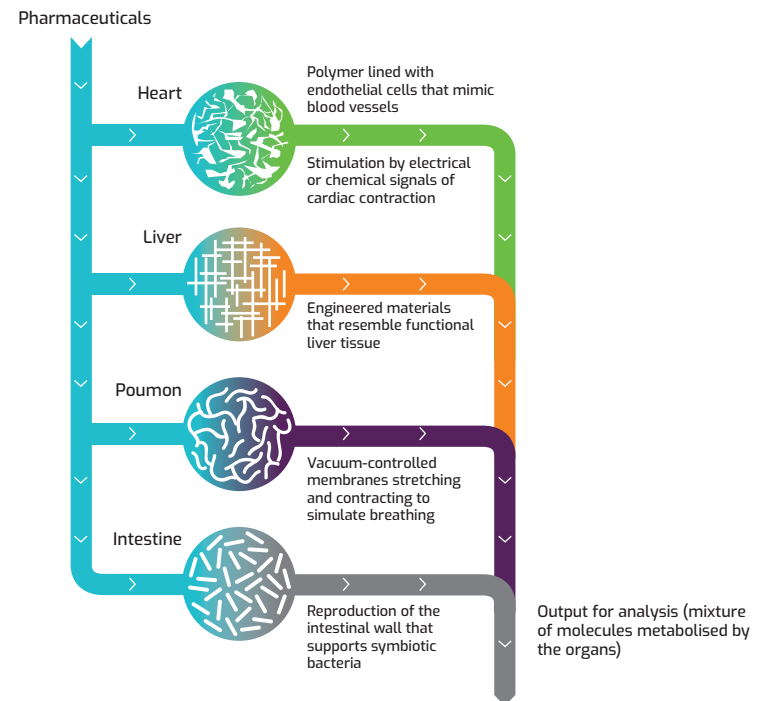 Pharmaceuticals
Heart
Polymer lined with
endothelial cells that mimic
blood vessels
Stimulation by electrical
or chemical signals of
cardiac contraction
Liver
Engineered materials
that resemble functional
liver tissue
Poumon
Vacuum-controlled
membranes stretching
and contracting to
simulate breathing
Intestine
Reproduction of the
intestinal wall that
supports symbiotic
bacteria
Output for analysis (mixture
of molecules metabolised by
the organs)